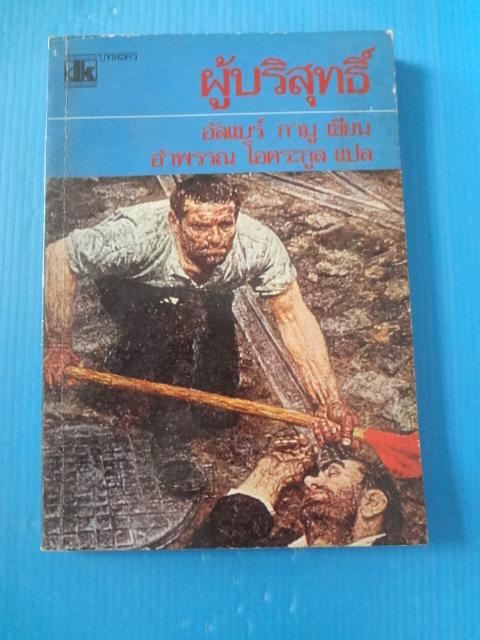 dk บทละคร
ผู้บริสุทธิ์
อัลแบร์ กามู เขียน
อำพรรณ โอตระกูล แปล